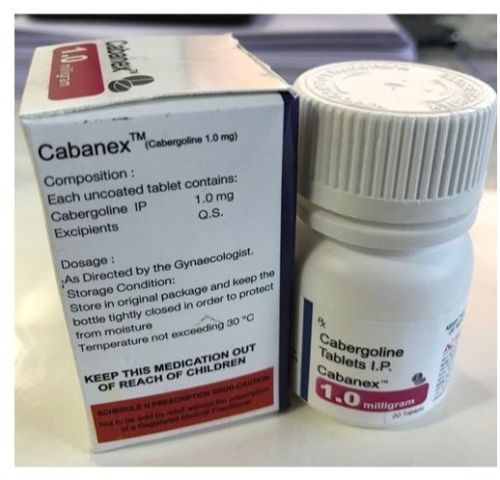 Cabanex™
1.0 milligram
Cabanex™ (Cabergoline 1.0 mg)
Composition :
Each uncoated tablet contains:
Cabergoline IP 1.0 mg
Excipients Q.S.
Dosage :
As Directed by the Gynaecologist.
Storage Condition:
Store in original package and keep the
bottle tightly closed in order to protect
from moisture
Temperature not exceeding 30 °C
KEEP THIS MEDICATION OUT
OF REACH OF CHILDREN
SCHEDULE H PRESCRIPTION DRUG-CAUTION
Not to be sold by retail without the prescription
of a Registered Medical Practitioner
Rx
Cabergoline
Tablets I.P.
Cabanex™
1.0 milligram
Tablets